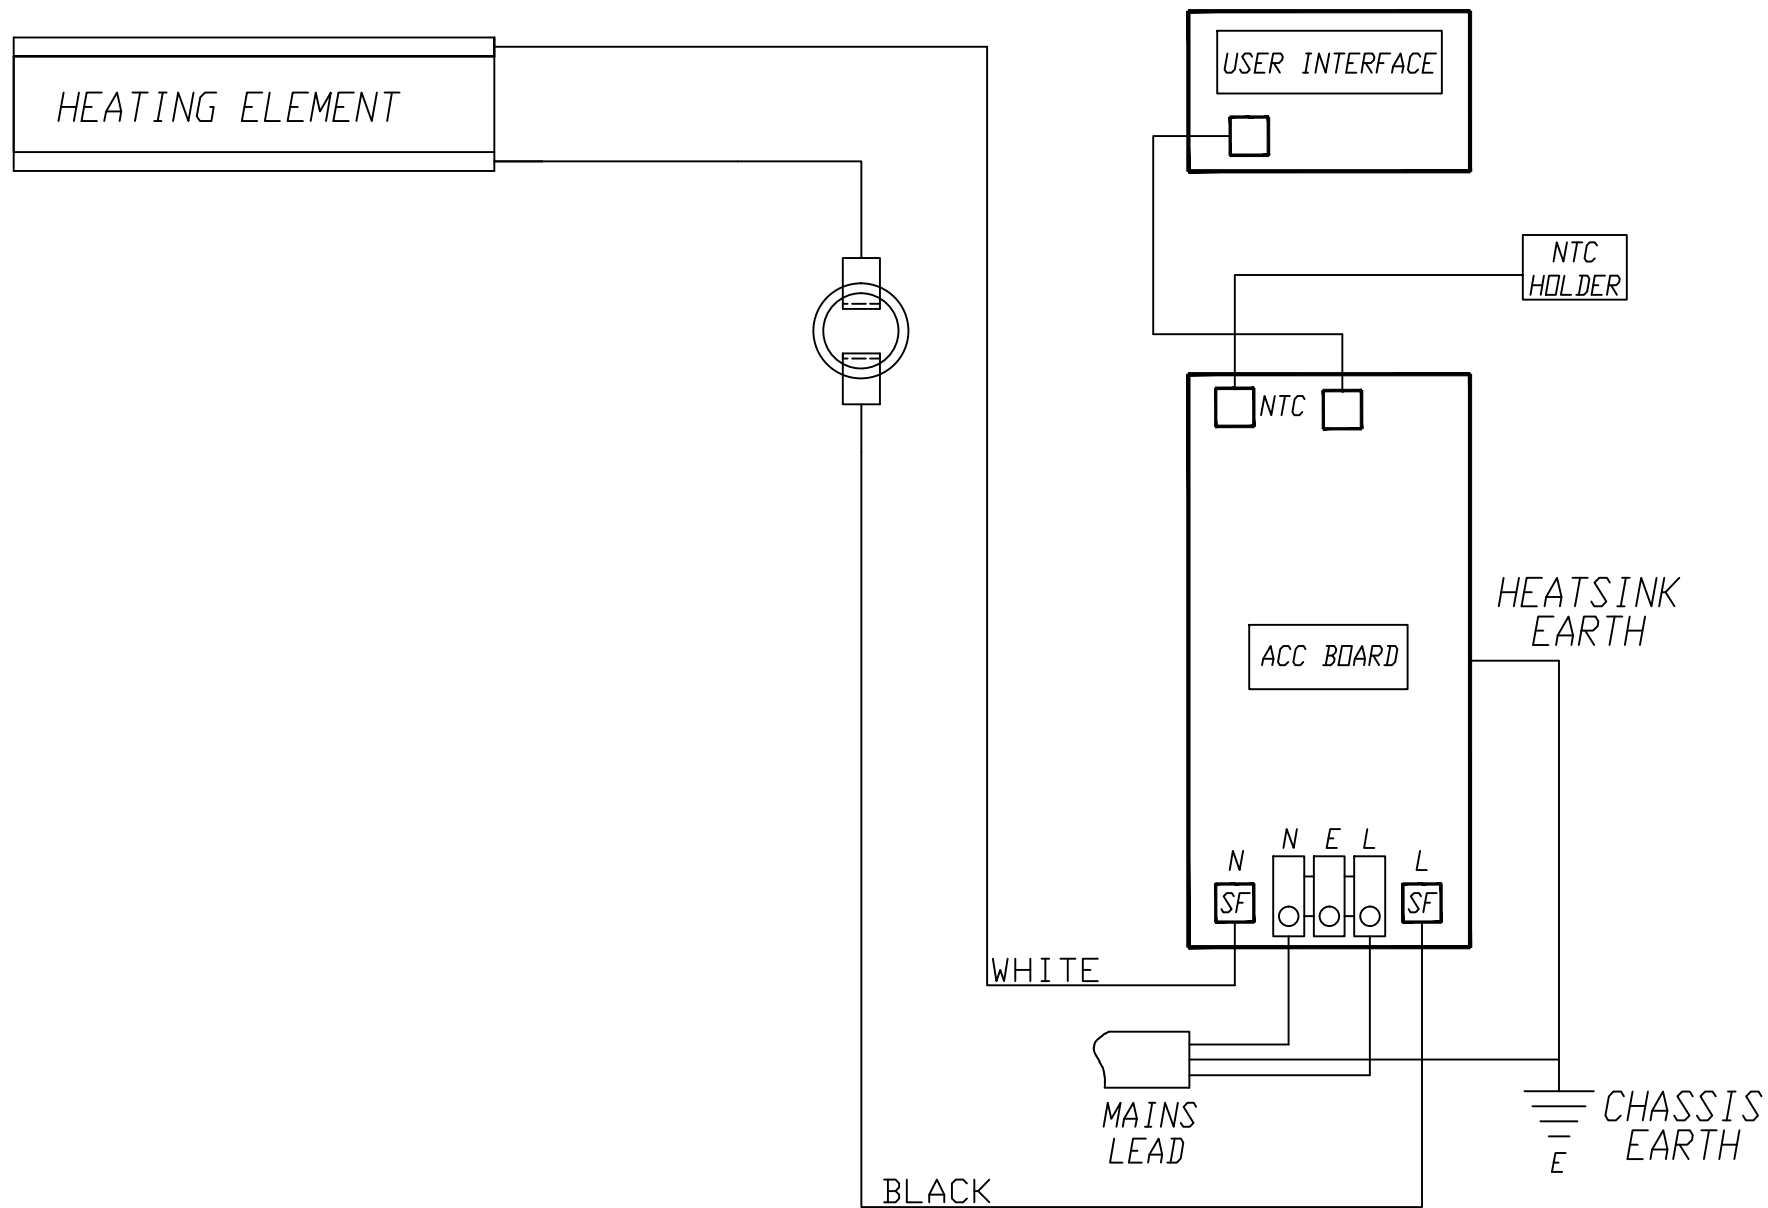 HEATING ELEMENT
USER INTERFACE
NTC
HOLDER
NTC
HEATSINK
EARTH
ACC BOARD
N E L
N L
SF SF
WHITE
MAINS
LEAD
CHASSIS
EARTH
E
BLACK